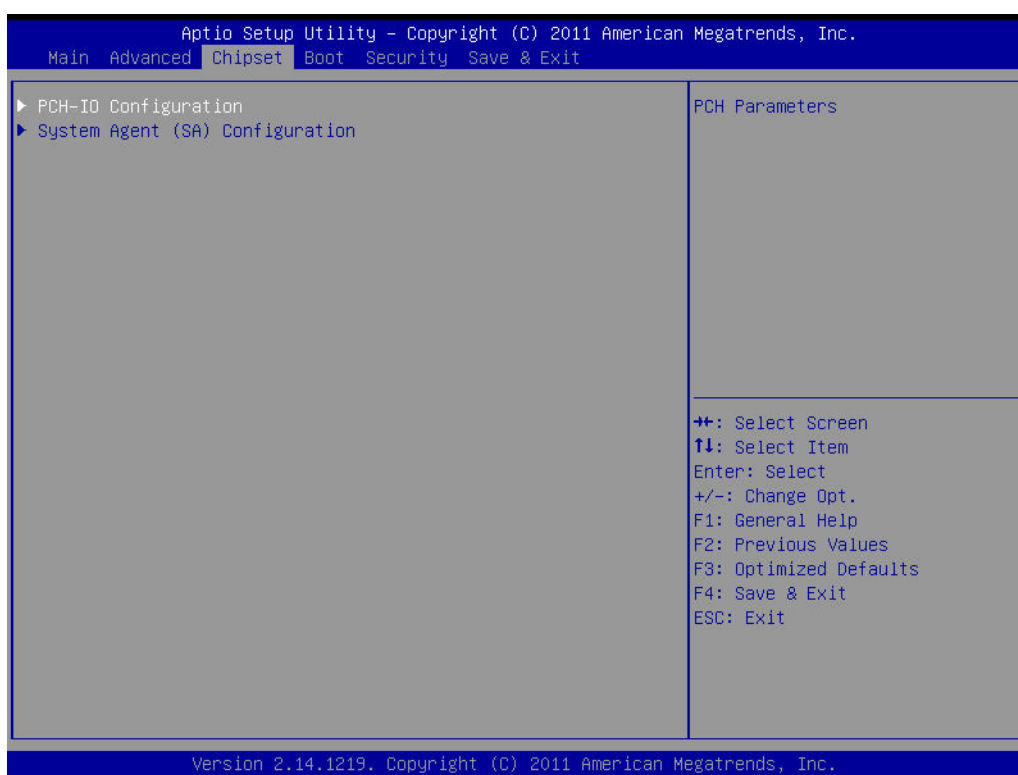 Aptio Setup Utility – Copyright (C) 2011 American Megatrends, Inc.
Main Advanced Chipset Boot Security Save & Exit
▶ PCH-IO Configuration
▶ System Agent (SA) Configuration
PCH Parameters
→←: Select Screen
↑↓: Select Item
Enter: Select
+/-: Change Opt.
F1: General Help
F2: Previous Values
F3: Optimized Defaults
F4: Save & Exit
ESC: Exit
Version 2.14.1219. Copyright (C) 2011 American Megatrends, Inc.